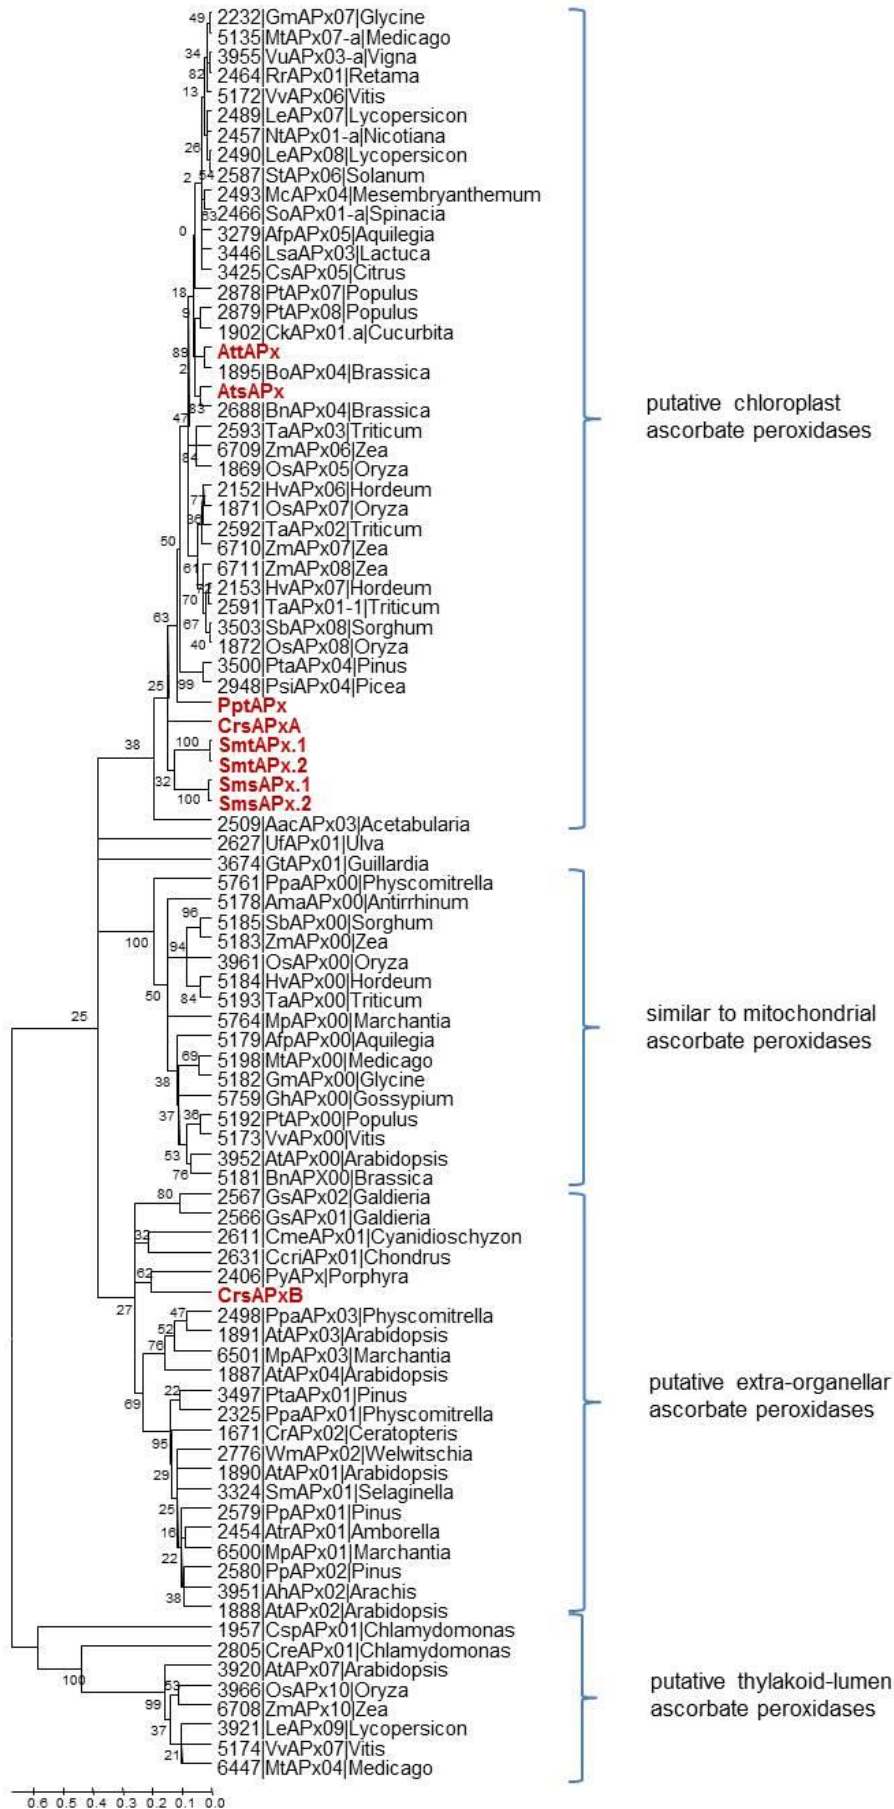 2232|GmAPx07|Glycine
5135|MtAPx07-a|Medicago
3955|VuAPx03-a|Vigna
2464|RrAPx01|Retama
5172|VvAPx06|Vitis
2489|LeAPx07|Lycopersicon
2457|NtAPx01-a|Nicotiana
2490|LeAPx08|Lycopersicon
2587|StAPx06|Solanum
2493|McAPx04|Mesembryanthemum
2466|SoAPx01-a|Spinacia
3279|AfpAPx05|Aquilegia
3446|LsaAPx03|Lactuca
3425|CsAPx05|Citrus
2878|PtAPx07|Populus
2879|PtAPx08|Populus
1902|CkAPx01.a|Cucurbita
AttAPx
1895|BoAPx04|Brassica
AtsAPx
2688|BnAPx04|Brassica
2593|TaAPx03|Triticum
6709|ZmAPx06|Zea
1869|OsAPx05|Oryza
2152|HvAPx06|Hordeum
1871|OsAPx07|Oryza
2592|TaAPx02|Triticum
6710|ZmAPx07|Zea
6711|ZmAPx08|Zea
2153|HvAPx07|Hordeum
2591|TaAPx01-1|Triticum
3503|SbAPx08|Sorghum
1872|OsAPx08|Oryza
3500|PtaAPx04|Pinus
2948|PsiAPx04|Picea
PptAPx
CrsAPxA
SmtAPx.1
SmtAPx.2
SmsAPx.1
SmsAPx.2
2509|AacAPx03|Acetabularia
putative chloroplast
ascorbate peroxidases
2627|UfAPx01|Ulva
3674|GtAPx01|Guillardia
5761|PpaAPx00|Physcomitrella
5178|AmaAPx00|Antirrhinum
5185|SbAPx00|Sorghum
5183|ZmAPx00|Zea
3961|OsAPx00|Oryza
5184|HvAPx00|Hordeum
5193|TaAPx00|Triticum
5764|MpAPx00|Marchantia
5179|AfpAPx00|Aquilegia
5198|MtAPx00|Medicago
5182|GmAPx00|Glycine
5759|GhAPx00|Gossypium
5192|PtAPx00|Populus
5173|VvAPx00|Vitis
3952|AtAPx00|Arabidopsis
5181|BnAPX00|Brassica
similar to mitochondrial
ascorbate peroxidases
2567|GsAPx02|Galdieria
2566|GsAPx01|Galdieria
2611|CmeAPx01|Cyanidioschyzon
2631|CcriAPx01|Chondrus
2406|PyAPx|Porphyra
CrsAPxB
2498|PpaAPx03|Physcomitrella
1891|AtAPx03|Arabidopsis
6501|MpAPx03|Marchantia
1887|AtAPx04|Arabidopsis
3497|PtaAPx01|Pinus
2325|PpaAPx01|Physcomitrella
1671|CrAPx02|Ceratopteris
2776|WmAPx02|Welwitschia
1890|AtAPx01|Arabidopsis
3324|SmAPx01|Selaginella
2579|PpAPx01|Pinus
2454|AtrAPx01|Amborella
6500|MpAPx01|Marchantia
2580|PpAPx02|Pinus
3951|AhAPx02|Arachis
1888|AtAPx02|Arabidopsis
putative extra-organellar
ascorbate peroxidases
1957|CspAPx01|Chlamydomonas
2805|CreAPx01|Chlamydomonas
3920|AtAPx07|Arabidopsis
3966|OsAPx10|Oryza
6708|ZmAPx10|Zea
3921|LeAPx09|Lycopersicon
5174|VvAPx07|Vitis
6447|MtAPx04|Medicago
putative thylakoid-lumen
ascorbate peroxidases
49
34
82
13
26
2
54
63
0
18
9
89
2
83
47
84
77
36
50
61
72
70
67
63
40
25
99
38
100
32
100
96
100
94
50
84
25
69
38
37
36
53
76
80
32
62
27
47
52
76
22
69
95
29
25
16
22
38
100
53
99
37
21
0.6 0.5 0.4 0.3 0.2 0.1 0.0